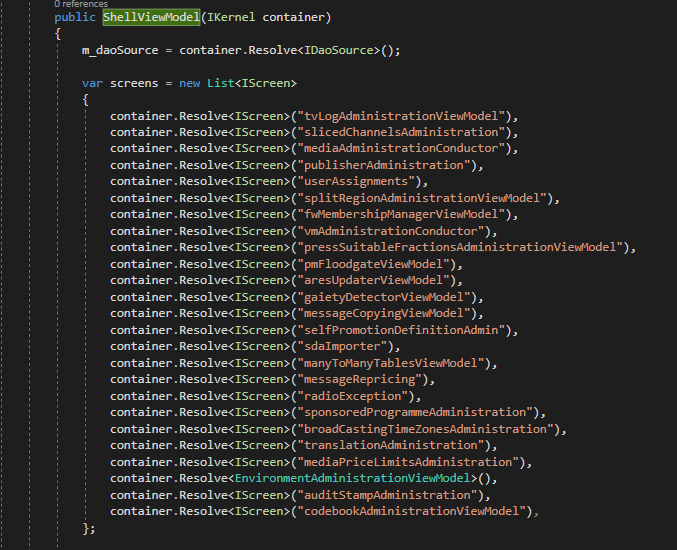 0 references
public ShellViewModel(IKernel container)
{
m_daoSource = container.Resolve<IDaoSource>();
var screens = new List<IScreen>
{
container.Resolve<IScreen>("tvLogAdministrationViewModel"),
container.Resolve<IScreen>("slicedChannelsAdministration"),
container.Resolve<IScreen>("mediaAdministrationConductor"),
container.Resolve<IScreen>("publisherAdministration"),
container.Resolve<IScreen>("userAssignments"),
container.Resolve<IScreen>("splitRegionAdministrationViewModel"),
container.Resolve<IScreen>("fwMembershipManagerViewModel"),
container.Resolve<IScreen>("vmAdministrationConductor"),
container.Resolve<IScreen>("pressSuitableFractionsAdministrationViewModel"),
container.Resolve<IScreen>("pmFloodgateViewModel"),
container.Resolve<IScreen>("aresUpdaterViewModel"),
container.Resolve<IScreen>("gaietyDetectorViewModel"),
container.Resolve<IScreen>("messageCopyingViewModel"),
container.Resolve<IScreen>("selfPromotionDefinitionAdmin"),
container.Resolve<IScreen>("sdaImporter"),
container.Resolve<IScreen>("manyToManyTablesViewModel"),
container.Resolve<IScreen>("messageRepricing"),
container.Resolve<IScreen>("radioException"),
container.Resolve<IScreen>("sponsoredProgrammeAdministration"),
container.Resolve<IScreen>("broadCastingTimeZonesAdministration"),
container.Resolve<IScreen>("translationAdministration"),
container.Resolve<IScreen>("mediaPriceLimitsAdministration"),
container.Resolve<EnvironmentAdministrationViewModel>(),
container.Resolve<IScreen>("auditStampAdministration"),
container.Resolve<IScreen>("codebookAdministrationViewModel"),
};